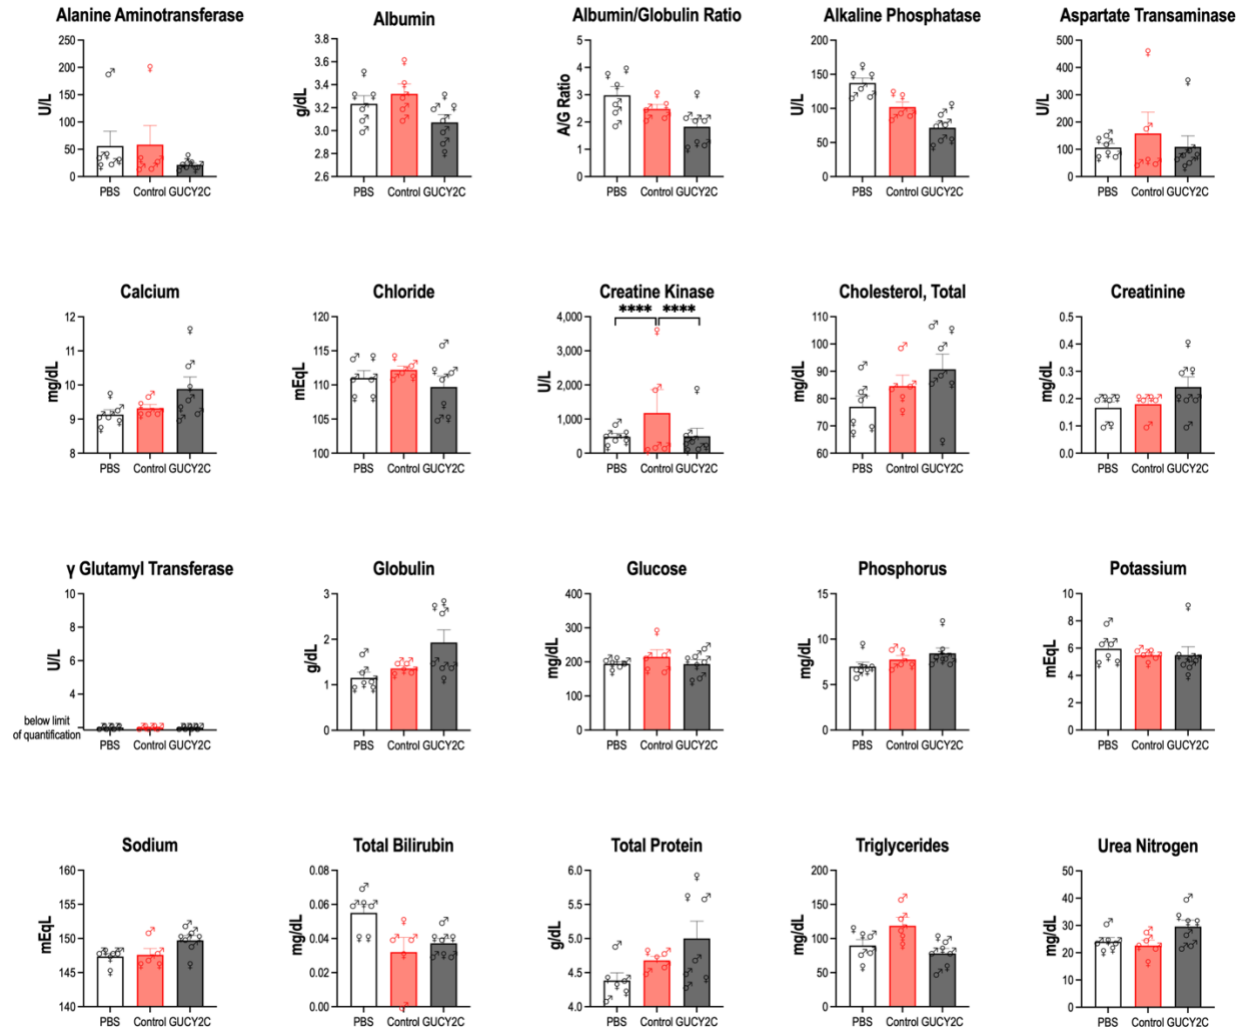 Alanine Aminotransferase
250
200
150
100
50
0
U/L
PBS Control GUCY2C
Albumin
3.8
3.6
3.4
3.2
3.0
2.8
2.6
g/dL
PBS Control GUCY2C
Albumin/Globulin Ratio
5
4
3
2
1
0
A/G Ratio
PBS Control GUCY2C
Alkaline Phosphatase
200
150
100
50
0
U/L
PBS Control GUCY2C
Aspartate Transaminase
500
400
300
200
100
0
U/L
PBS Control GUCY2C
Calcium
12
11
10
9
8
mg/dL
PBS Control GUCY2C
Chloride
120
115
110
105
100
mEqL
PBS Control GUCY2C
Creatine Kinase
**** ****
4,000
3,000
2,000
1,000
0
U/L
PBS Control GUCY2C
Cholesterol, Total
110
100
90
80
70
60
mg/dL
PBS Control GUCY2C
Creatinine
0.5
0.4
0.3
0.2
0.1
0.0
mg/dL
PBS Control GUCY2C
γ Glutamyl Transferase
10
8
6
4
2
U/L
below limit
of quantification
PBS Control GUCY2C
Globulin
3
2
1
0
g/dL
PBS Control GUCY2C
Glucose
400
300
200
100
0
mg/dL
PBS Control GUCY2C
Phosphorus
15
10
5
0
mg/dL
PBS Control GUCY2C
Potassium
10
8
6
4
2
0
mEqL
PBS Control GUCY2C
Sodium
160
155
150
145
140
mEqL
PBS Control GUCY2C
Total Bilirubin
0.08
0.06
0.04
0.02
0.00
mg/dL
PBS Control GUCY2C
Total Protein
6.0
5.5
5.0
4.5
4.0
g/dL
PBS Control GUCY2C
Triglycerides
200
150
100
50
0
mg/dL
PBS Control GUCY2C
Urea Nitrogen
50
40
30
20
10
0
mg/dL
PBS Control GUCY2C